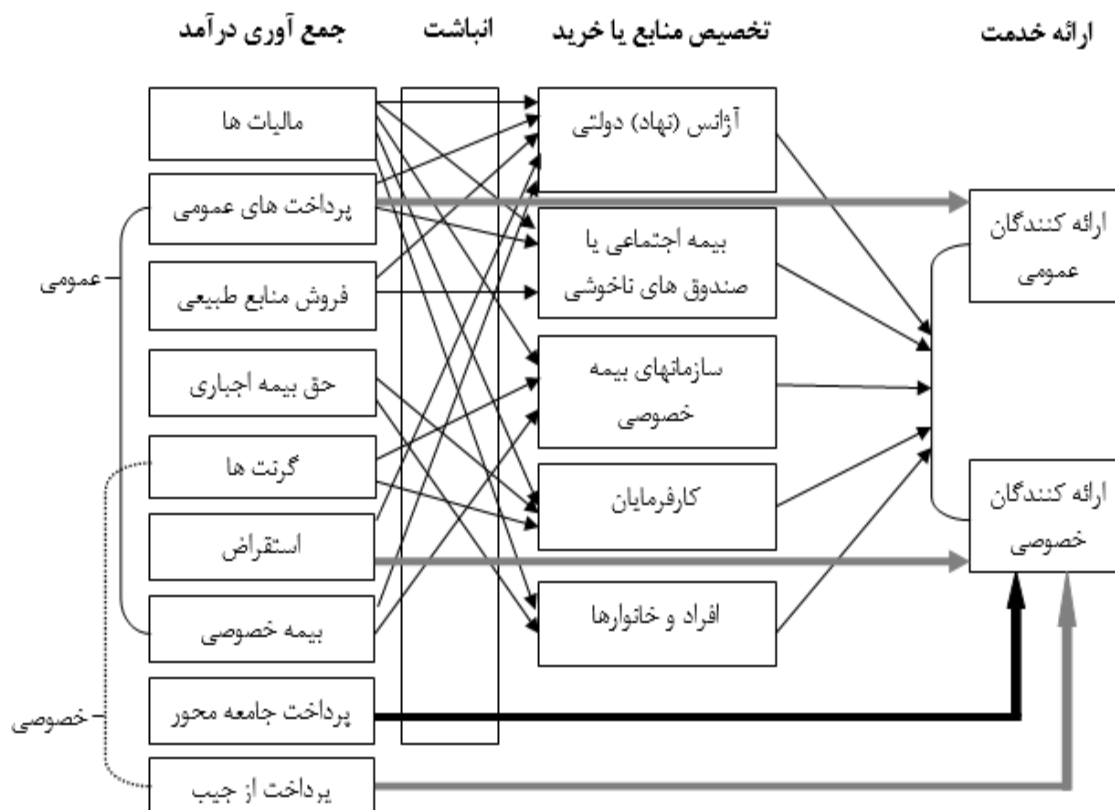 جمع آوری درآمد
انباشت
تخصیص منابع یا خرید
ارائه خدمت
مالیات ها
پرداخت های عمومی
فروش منابع طبیعی
حق بیمه اجباری
گرنت ها
استقراض
بیمه خصوصی
پرداخت جامعه محور
پرداخت از جیب
عمومی
خصوصی
آژانس (نهاد) دولتی
بیمه اجتماعی یا
صندوق های ناخوشی
سازمانهای بیمه
خصوصی
کارفرمایان
افراد و خانوارها
ارائه کنندگان
عمومی
ارائه کنندگان
خصوصی